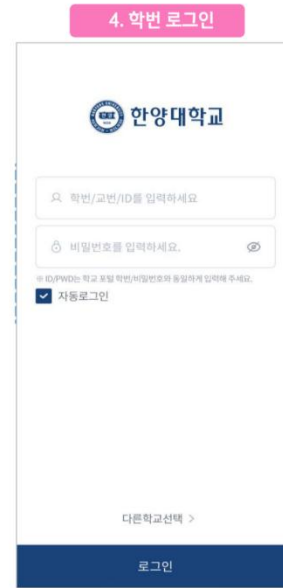 4. 학번 로그인
한양대학교
학번/교번/ID를 입력하세요
비밀번호를 입력하세요.
※ ID/PWD는 학교 포털 학번/비밀번호와 동일하게 입력해 주세요.
자동로그인
다른학교선택 >
로그인